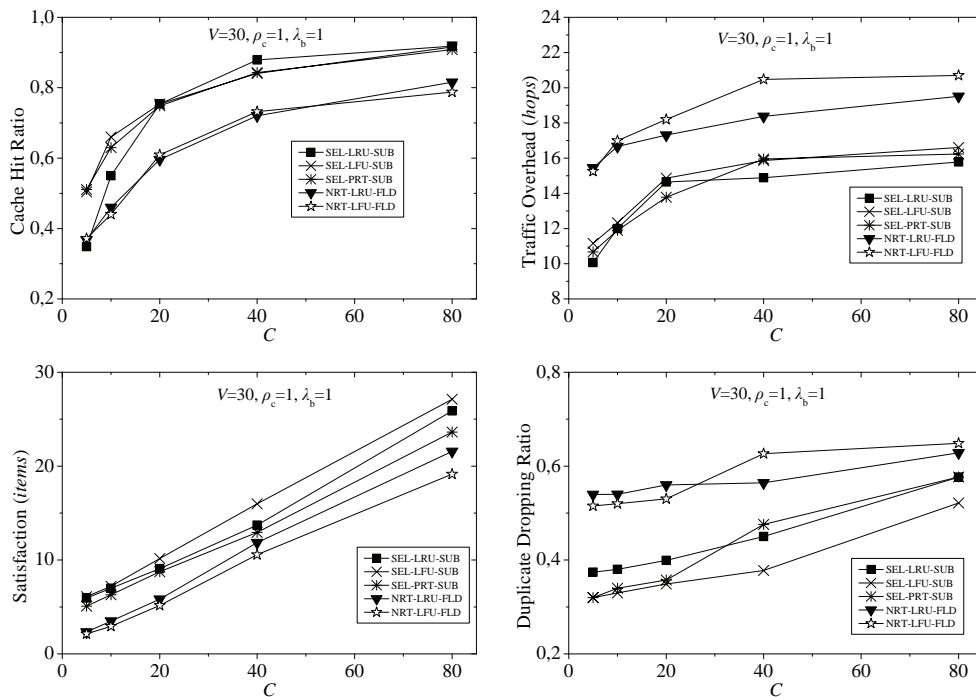 V=30, ρc=1, λb=1
Cache Hit Ratio
1,0
0,8
0,6
0,4
0,2
SEL-LRU-SUB
SEL-LFU-SUB
SEL-PRT-SUB
NRT-LRU-FLD
NRT-LFU-FLD
0 20 40 60 80
C
V=30, ρc=1, λb=1
Traffic Overhead (hops)
24
22
20
18
16
14
12
10
8
SEL-LRU-SUB
SEL-LFU-SUB
SEL-PRT-SUB
NRT-LRU-FLD
NRT-LFU-FLD
0 20 40 60 80
C
V=30, ρc=1, λb=1
Satisfaction (items)
30
20
10
0
SEL-LRU-SUB
SEL-LFU-SUB
SEL-PRT-SUB
NRT-LRU-FLD
NRT-LFU-FLD
0 20 40 60 80
C
V=30, ρc=1, λb=1
Duplicate Dropping Ratio
0,8
0,6
0,4
0,2
SEL-LRU-SUB
SEL-LFU-SUB
SEL-PRT-SUB
NRT-LRU-FLD
NRT-LFU-FLD
0 20 40 60 80
C